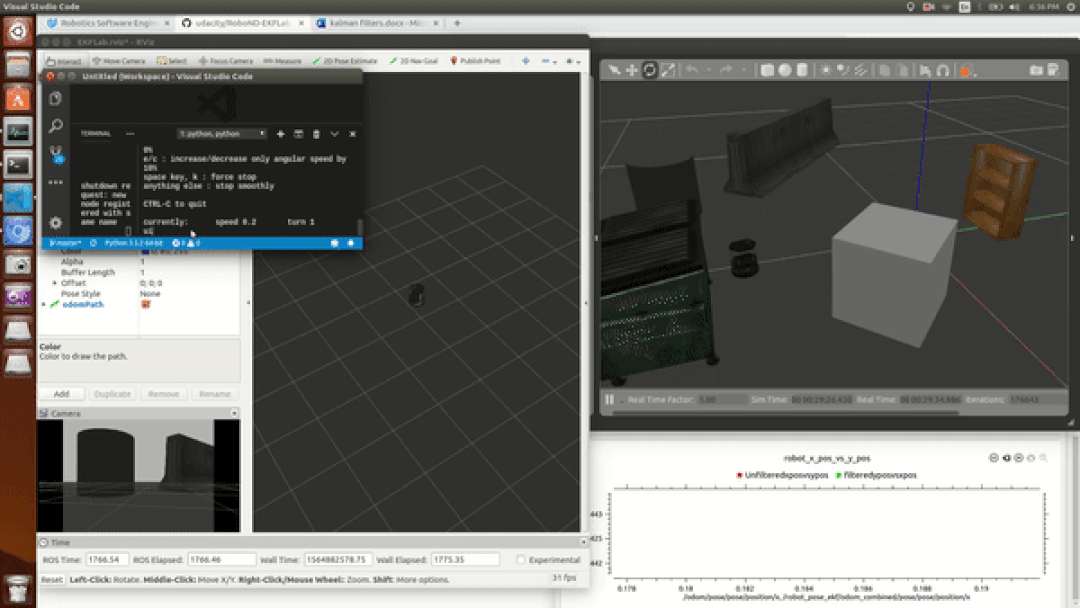 Visual Studio Code
6:36 PM
Robotics Software Engin
udacity/RoboND-EKFLab
kalman filters.docx - Micr
EKFLab.rviz* - RViz
Interact
Move Camera
Select
Focus Camera
Measure
2D Pose Estimate
2D Nav Goal
Publish Point
Untitled (Workspace) - Visual Studio Code
TERMINAL
1: python, python
0%
e/c : increase/decrease only angular speed by
10%
space key, k : force stop
anything else : stop smoothly
CTRL-C to quit
currently: speed 0.2 turn 1
shutdown re
quest: new
node regist
ered with s
ame name
master*
Python 3.5.2 64-bit
Color
Alpha 1
Buffer Length 1
Offset 0; 0; 0
Pose Style None
odomPath
Color
Color to draw the path.
Add
Duplicate
Remove
Rename
Camera
Real Time Factor: 1.00
Sim Time: 00 00:29:26.430
Real Time: 00 00:29:34.886
Iterations: 176643
robot_x_pos_vs_y_pos
Unfilteredxposvsypos
filteredyposvsxpos
443
425
442
0.178
0.18
0.182
0.184
0.186
0.188
0.19
/odom/pose/pose/position/x, /robot_pose_ekf/odom_combined/pose/pose/position/x
Time
ROS Time: 1766.54
ROS Elapsed: 1766.46
Wall Time: 1564882578.75
Wall Elapsed: 1775.35
Experimental
Reset
Left-Click: Rotate. Middle-Click: Move X/Y. Right-Click/Mouse Wheel: Zoom. Shift: More options.
31 fps